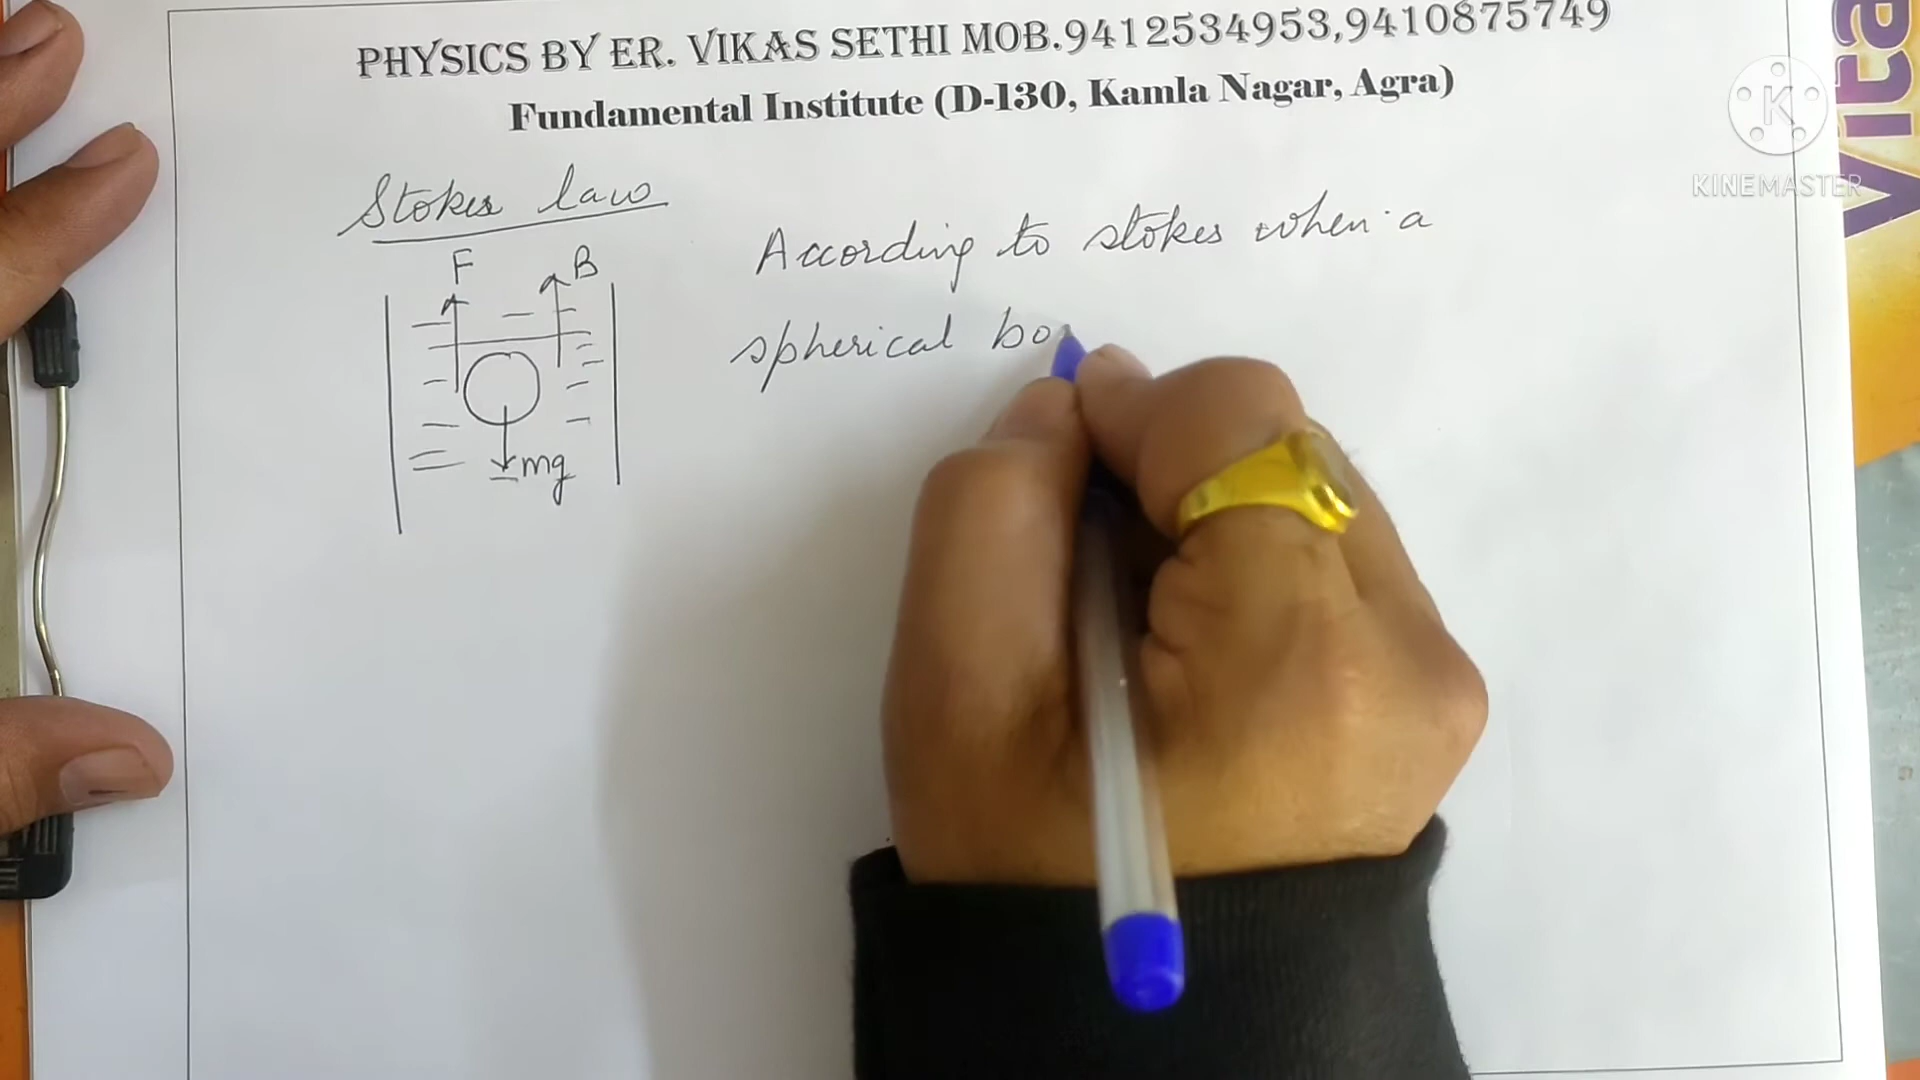 PHYSICS BY ER. VIKAS SETHI MOB.9412534953,9410875749
Fundamental Institute (D-130, Kamla Nagar, Agra)
K
KINEMASTER
Vita
Stokes law
F
B
mg
According to stokes when a
spherical bo